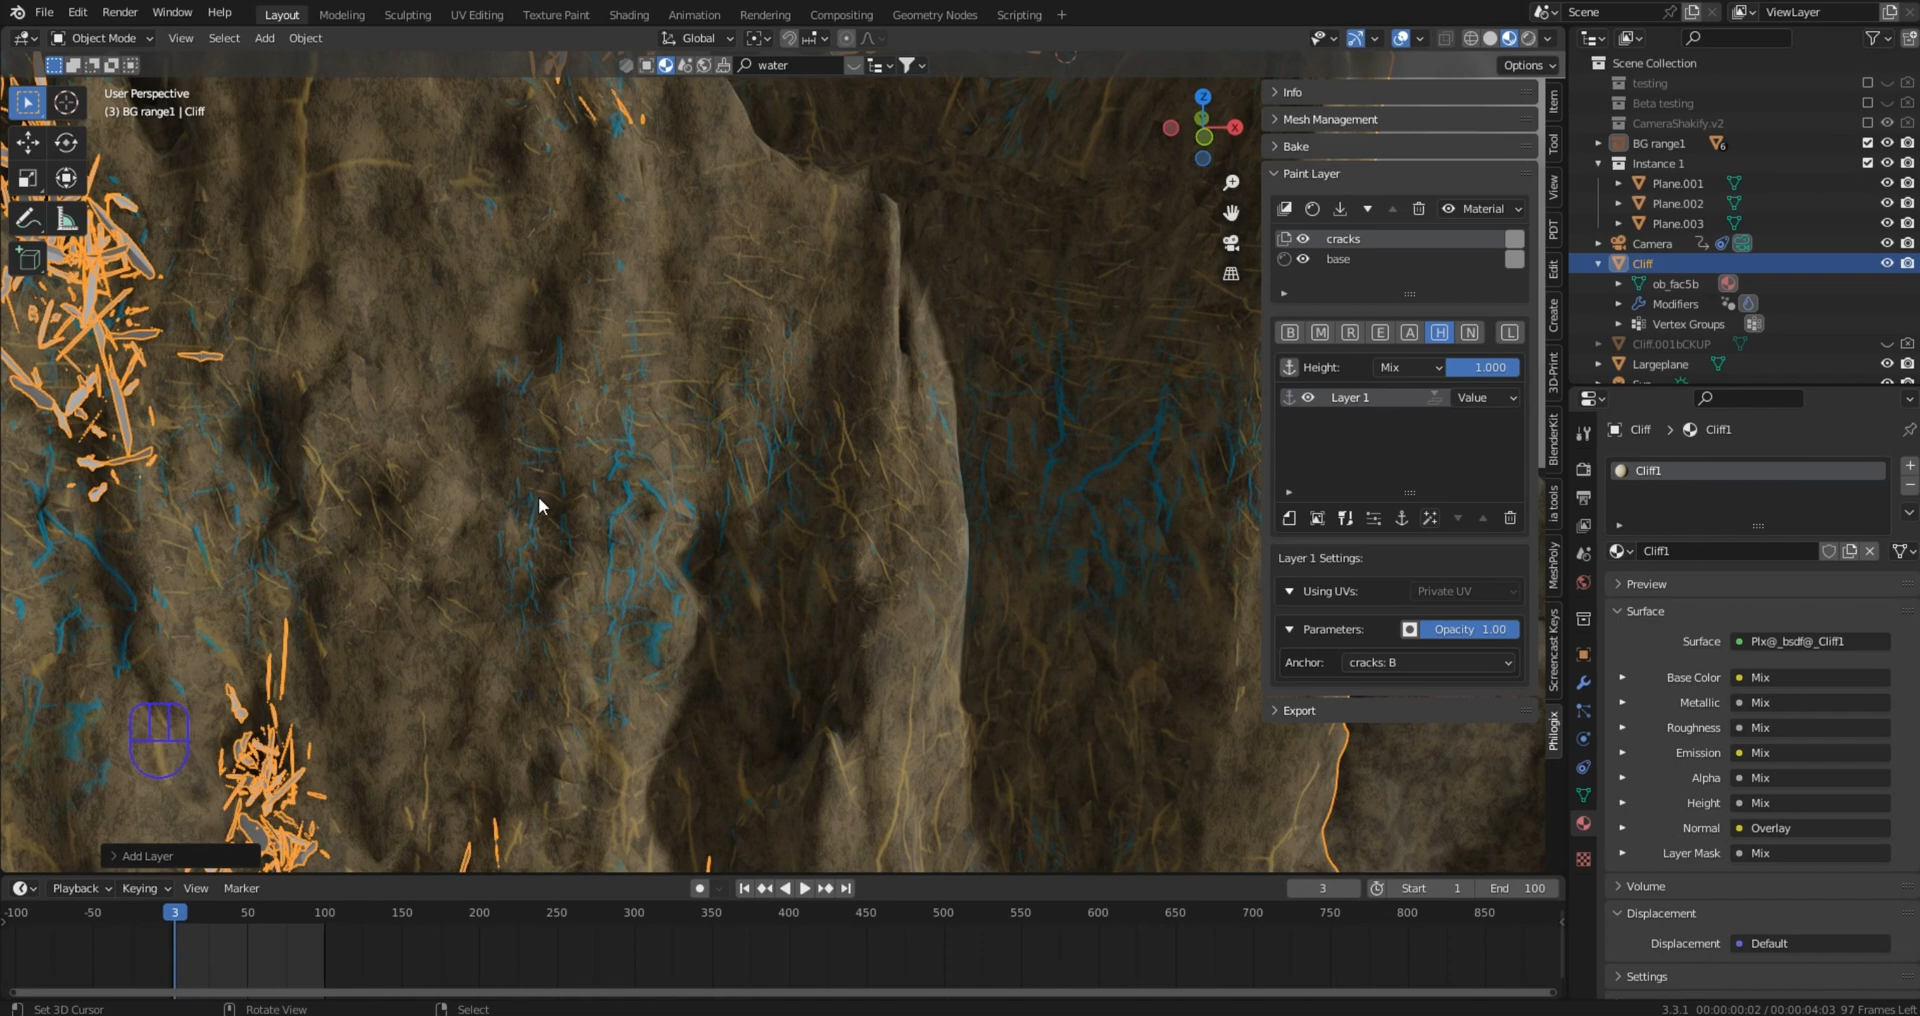 File Edit Render Window Help Layout Modeling Sculpting UV Editing Texture Paint Shading Animation Rendering Compositing Geometry Nodes Scripting + Scene ViewLayer
Object Mode View Select Add Object Global
water Options
User Perspective
(3) BG range1 | Cliff
Z
X
Info
Mesh Management
Bake
Paint Layer
Material
cracks
base
B M R E A H N L
Height: Mix 1.000
Layer 1 Value
Layer 1 Settings:
Using UVs: Private UV
Parameters: Opacity 1.00
Anchor: cracks: B
Export
Item
Tool
View
PDT
Edit
Create
3D-Print
BlenderKit
ia tools
MeshPoly
Screencast Keys
Philogix
Scene Collection
testing
Beta testing
CameraShakify.v2
BG range1 6
Instance 1
Plane.001
Plane.002
Plane.003
Camera
Cliff
ob_fac5b
Modifiers
Vertex Groups
Cliff.001bCKUP
Largeplane
Cliff > Cliff1
Cliff1
Cliff1
Preview
Surface
Surface Plx@_bsdf@_Cliff1
Base Color Mix
Metallic Mix
Roughness Mix
Emission Mix
Alpha Mix
Height Mix
Normal Overlay
Layer Mask Mix
Volume
Displacement
Displacement Default
Settings
Add Layer
Playback Keying View Marker 3 Start 1 End 100
-100 -50 3 50 100 150 200 250 300 350 400 450 500 550 600 650 700 750 800 850
Set 3D Cursor Rotate View Select 3.3.1 00:00:00:02 / 00:00:04:03 97 Frames Left